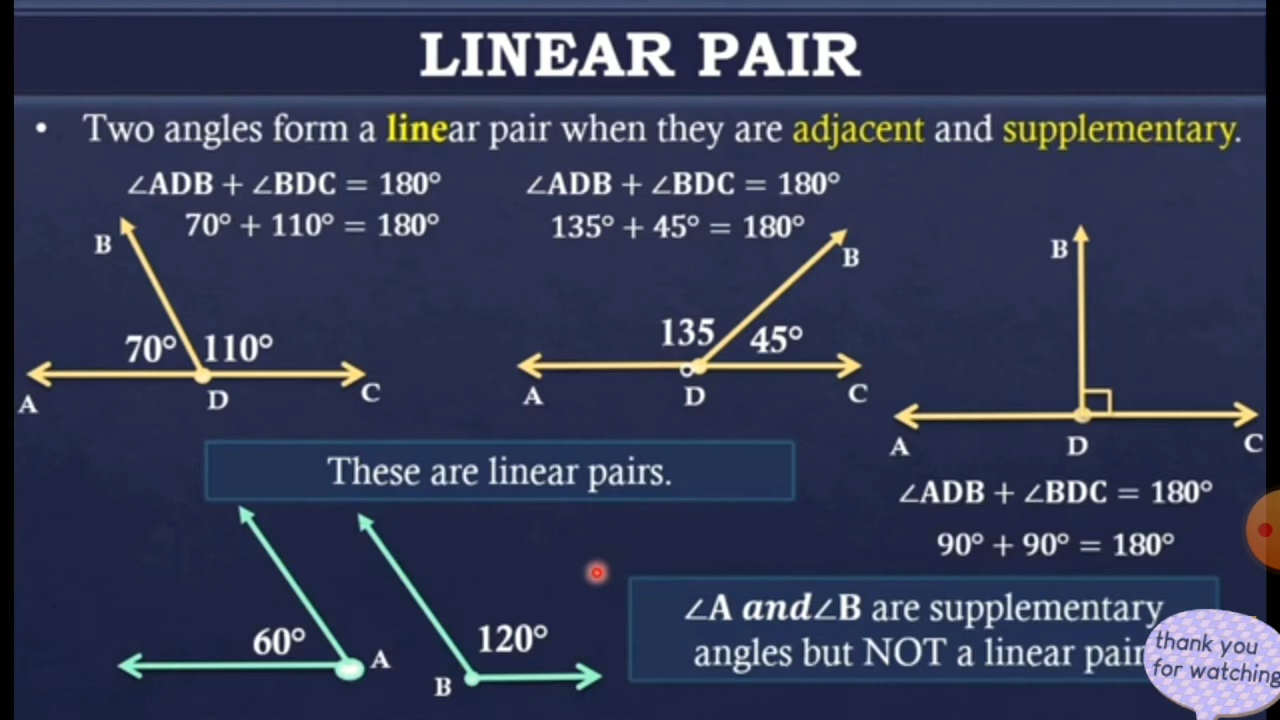 LINEAR PAIR
• Two angles form a linear pair when they are adjacent and supplementary.
∠ADB + ∠BDC = 180°
70° + 110° = 180°
B
70° 110°
A
D
C
∠ADB + ∠BDC = 180°
135° + 45° = 180°
B
135 45°
A
D
C
B
A
D
C
∠ADB + ∠BDC = 180°
90° + 90° = 180°
These are linear pairs.
60°
A
120°
B
∠A and∠B are supplementary
angles but NOT a linear pair
thank you
for watching